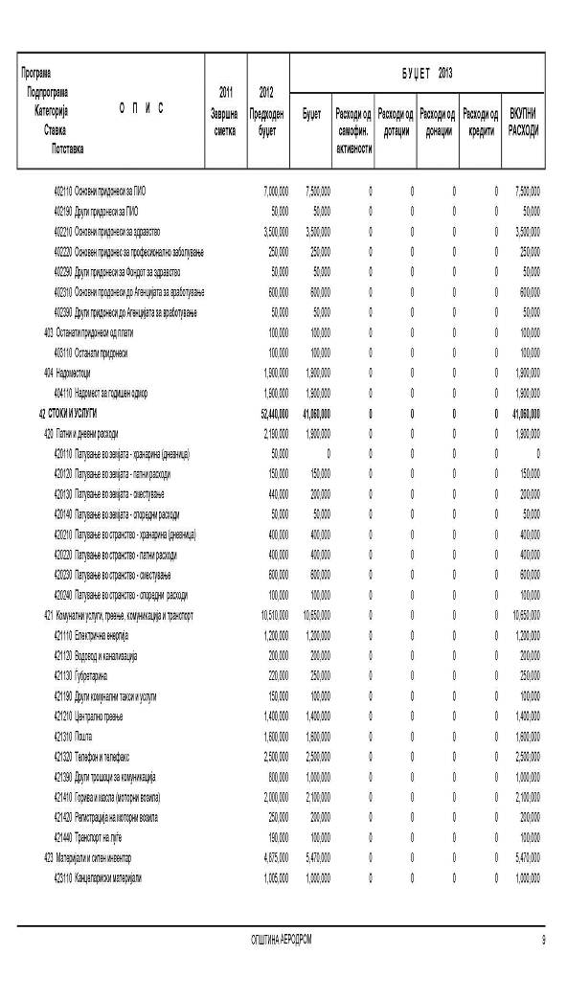 Програма
Подпрограма
Категорија
Ставка
Потставка
О П И С
2011
Завршна
сметка
2012
Предходен
буџет
Б У Џ Е Т 2013
Буџет
Расходи од
самофин.
активности
Расходи од
дотации
Расходи од
донации
Расходи од
кредити
ВКУПНИ
РАСХОДИ
402110 Основни придонеси за ПИО 7,000,000 7,500,000 0 0 0 0 7,500,000
402190 Други придонеси за ПИО 50,000 50,000 0 0 0 0 50,000
402210 Основни придонеси за здравство 3,500,000 3,500,000 0 0 0 0 3,500,000
402220 Основен придонес за професионално заболување 250,000 250,000 0 0 0 0 250,000
402290 Други придонеси за Фондот за здравство 50,000 50,000 0 0 0 0 50,000
402310 Основни продонеси до Агенцијата за вработување 600,000 600,000 0 0 0 0 600,000
402390 Други придонеси до Агенцијата за вработување 50,000 50,000 0 0 0 0 50,000
403 Останати придонеси од плати 100,000 100,000 0 0 0 0 100,000
403110 Останати придонеси 100,000 100,000 0 0 0 0 100,000
404 Надоместоци 1,900,000 1,900,000 0 0 0 0 1,900,000
404110 Надомест за годишен одмор 1,900,000 1,900,000 0 0 0 0 1,900,000
42 СТОКИ И УСЛУГИ 52,440,000 41,060,000 0 0 0 0 41,060,000
420 Патни и дневни расходи 2,190,000 1,900,000 0 0 0 0 1,900,000
420110 Патување во земјата - хранарина (дневница) 50,000 0 0 0 0 0 0
420120 Патување во земјата - патни расходи 150,000 150,000 0 0 0 0 150,000
420130 Патување во земјата - сместување 440,000 200,000 0 0 0 0 200,000
420140 Патување во земјата - споредни расходи 50,000 50,000 0 0 0 0 50,000
420210 Патување во странство - хранарина (дневница) 400,000 400,000 0 0 0 0 400,000
420220 Патување во странство - патни расходи 400,000 400,000 0 0 0 0 400,000
420230 Патување во странство - сместување 600,000 600,000 0 0 0 0 600,000
420240 Патување во странство - споредни расходи 100,000 100,000 0 0 0 0 100,000
421 Комунални услуги, греење, комуникација и транспорт 10,510,000 10,650,000 0 0 0 0 10,650,000
421110 Електрична енергија 1,200,000 1,200,000 0 0 0 0 1,200,000
421120 Водовод и канализација 200,000 200,000 0 0 0 0 200,000
421130 Ѓубретарина 220,000 250,000 0 0 0 0 250,000
421190 Други комунални такси и услуги 150,000 100,000 0 0 0 0 100,000
421210 Централно греење 1,400,000 1,400,000 0 0 0 0 1,400,000
421310 Пошта 1,600,000 1,600,000 0 0 0 0 1,600,000
421320 Телефон и телефакс 2,500,000 2,500,000 0 0 0 0 2,500,000
421390 Други трошоци за комуникација 800,000 1,000,000 0 0 0 0 1,000,000
421410 Горива и масла (моторни возила) 2,000,000 2,100,000 0 0 0 0 2,100,000
421420 Регистрација на моторни возила 250,000 200,000 0 0 0 0 200,000
421440 Транспорт на луѓе 190,000 100,000 0 0 0 0 100,000
423 Материјали и ситен инвентар 4,875,000 5,470,000 0 0 0 0 5,470,000
423110 Канцелариски материјали 1,005,000 1,000,000 0 0 0 0 1,000,000
ОПШТИНА АЕРОДРОМ 9